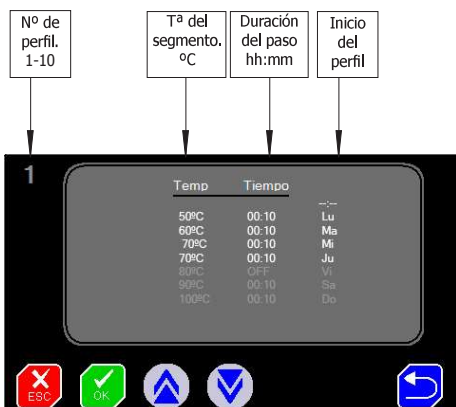 Nº de
perfil.
1-10
Tª del
segmento.
ºC
Duración
del paso
hh:mm
Inicio
del
perfil
1
Temp Tiempo
--:--
50ºC 00:10 Lu
60ºC 00:10 Ma
70ºC 00:10 Mi
70ºC 00:10 Ju
80ºC OFF Vi
90ºC 00:10 Sa
100ºC 00:10 Do
ESC
OK